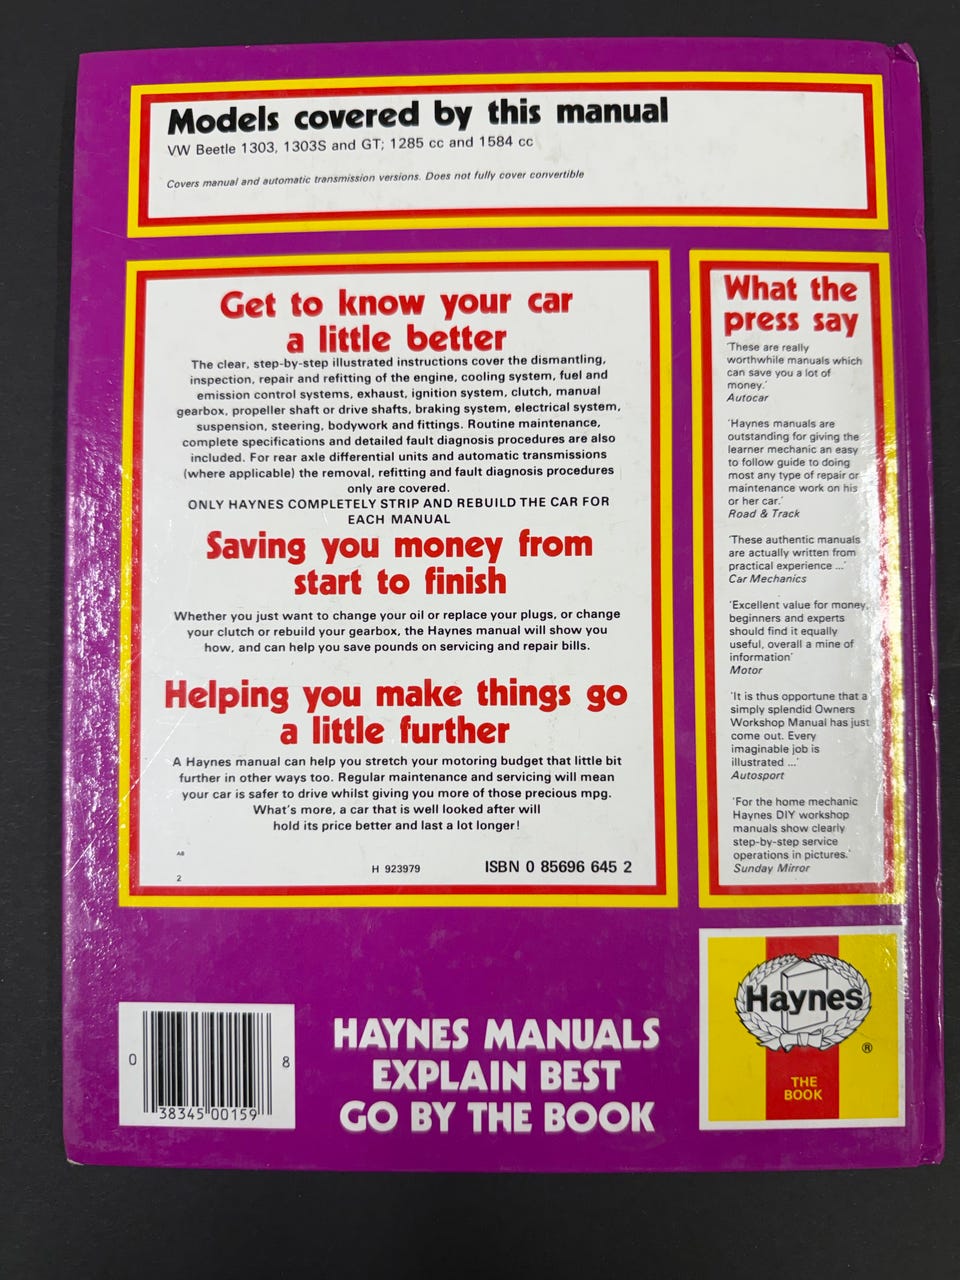 Models covered by this manual
VW Beetle 1303, 1303S and GT; 1285 cc and 1584 cc
Covers manual and automatic transmission versions. Does not fully cover convertible
Get to know your car
a little better
The clear, step-by-step illustrated instructions cover the dismantling,
inspection, repair and refitting of the engine, cooling system, fuel and
emission control systems, exhaust, ignition system, clutch, manual
gearbox, propeller shaft or drive shafts, braking system, electrical system,
suspension, steering, bodywork and fittings. Routine maintenance,
complete specifications and detailed fault diagnosis procedures are also
included. For rear axle differential units and automatic transmissions
(where applicable) the removal, refitting and fault diagnosis procedures
only are covered.
ONLY HAYNES COMPLETELY STRIP AND REBUILD THE CAR FOR
EACH MANUAL
Saving you money from
start to finish
Whether you just want to change your oil or replace your plugs, or change
your clutch or rebuild your gearbox, the Haynes manual will show you
how, and can help you save pounds on servicing and repair bills.
Helping you make things go
a little further
A Haynes manual can help you stretch your motoring budget that little bit
further in other ways too. Regular maintenance and servicing will mean
your car is safer to drive whilst giving you more of those precious mpg.
What's more, a car that is well looked after will
hold its price better and last a lot longer!
AB
2
H 923979
ISBN 0 85696 645 2
What the
press say
'These are really
worthwhile manuals which
can save you a lot of
money.'
Autocar
'Haynes manuals are
outstanding for giving the
learner mechanic an easy
to follow guide to doing
most any type of repair or
maintenance work on his
or her car.'
Road & Track
'These authentic manuals
are actually written from
practical experience ...'
Car Mechanics
'Excellent value for money,
beginners and experts
should find it equally
useful, overall a mine of
information'
Motor
'It is thus opportune that a
simply splendid Owners
Workshop Manual has just
come out. Every
imaginable job is
illustrated ...'
Autosport
'For the home mechanic
Haynes DIY workshop
manuals show clearly
step-by-step service
operations in pictures.'
Sunday Mirror
0 38345 00159 8
HAYNES MANUALS
EXPLAIN BEST
GO BY THE BOOK
Haynes
®
THE
BOOK